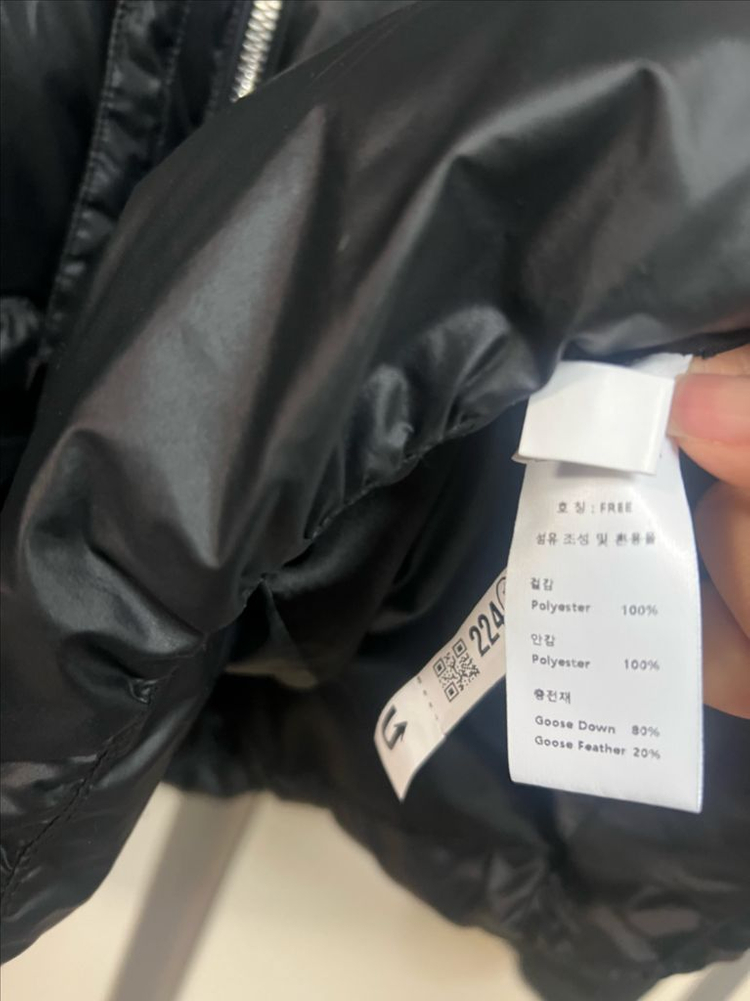 호 칭 : FREE
섬유 조성 및 혼용율
겉감
Polyester 100%
안감
Polyester 100%
충전재
Goose Down 80%
Goose Feather 20%
224